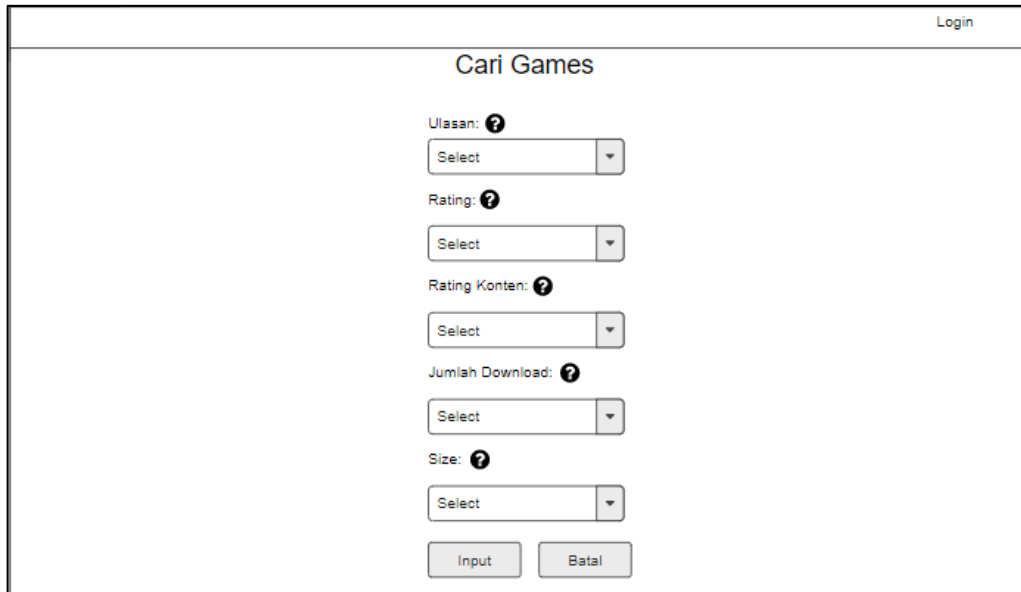 Login
Cari Games
Ulasan: ?
Select
Rating: ?
Select
Rating Konten: ?
Select
Jumlah Download: ?
Select
Size: ?
Select
Input Batal